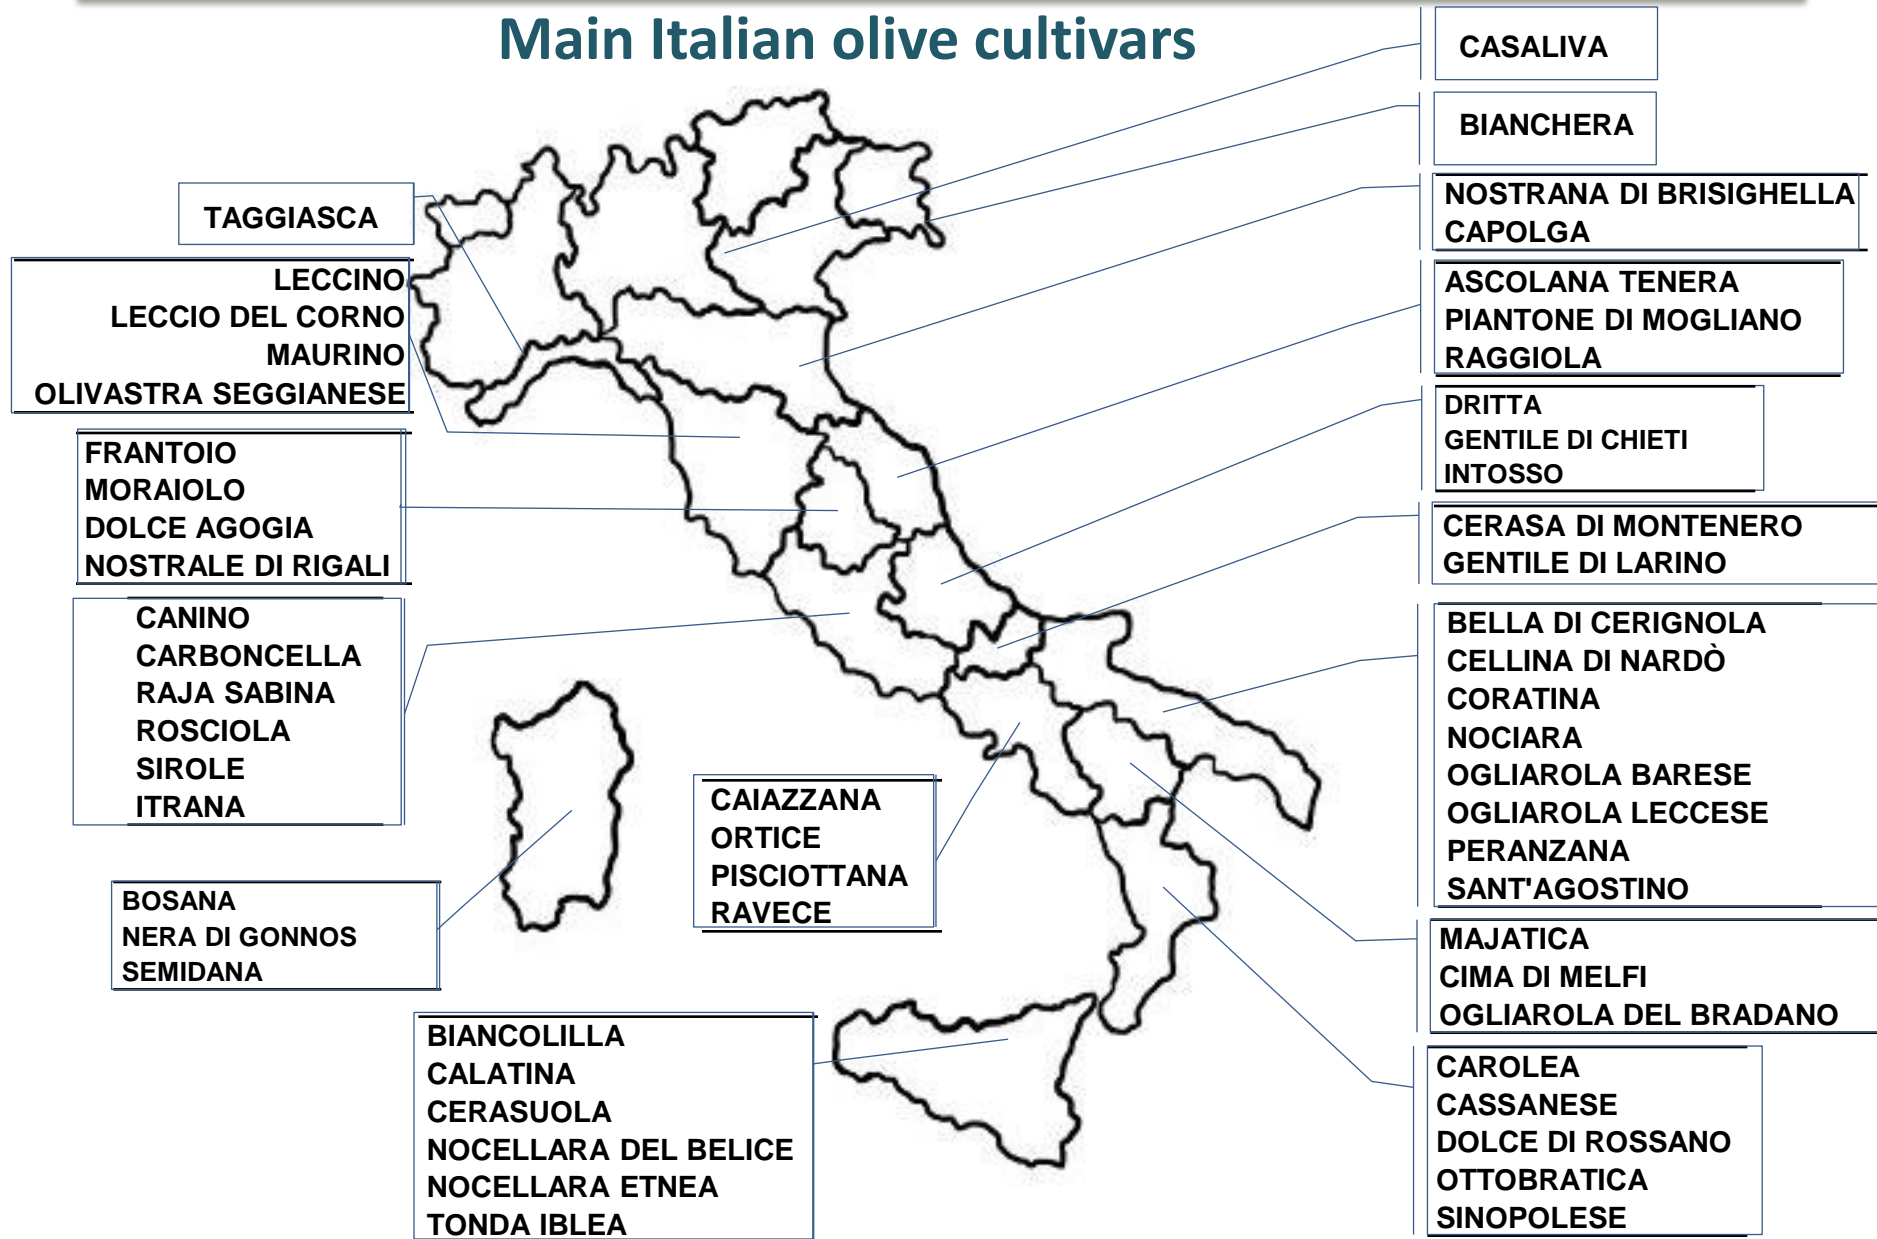 Main Italian olive cultivars
TAGGIASCA
LECCINO
LECCIO DEL CORNO
MAURINO
OLIVASTRA SEGGIANESE
FRANTOIO
MORAIOLO
DOLCE AGOGIA
NOSTRALE DI RIGALI
CANINO
CARBONCELLA
RAJA SABINA
ROSCIOLA
SIROLE
ITRANA
BOSANA
NERA DI GONNOS
SEMIDANA
CAIAZZANA
ORTICE
PISCIOTTANA
RAVECE
BIANCOLILLA
CALATINA
CERASUOLA
NOCELLARA DEL BELICE
NOCELLARA ETNEA
TONDA IBLEA
CASALIVA
BIANCHERA
NOSTRANA DI BRISIGHELLA
CAPOLGA
ASCOLANA TENERA
PIANTONE DI MOGLIANO
RAGGIOLA
DRITTA
GENTILE DI CHIETI
INTOSSO
CERASA DI MONTENERO
GENTILE DI LARINO
BELLA DI CERIGNOLA
CELLINA DI NARDÒ
CORATINA
NOCIARA
OGLIAROLA BARESE
OGLIAROLA LECCESE
PERANZANA
SANT'AGOSTINO
MAJATICA
CIMA DI MELFI
OGLIAROLA DEL BRADANO
CAROLEA
CASSANESE
DOLCE DI ROSSANO
OTTOBRATICA
SINOPOLESE